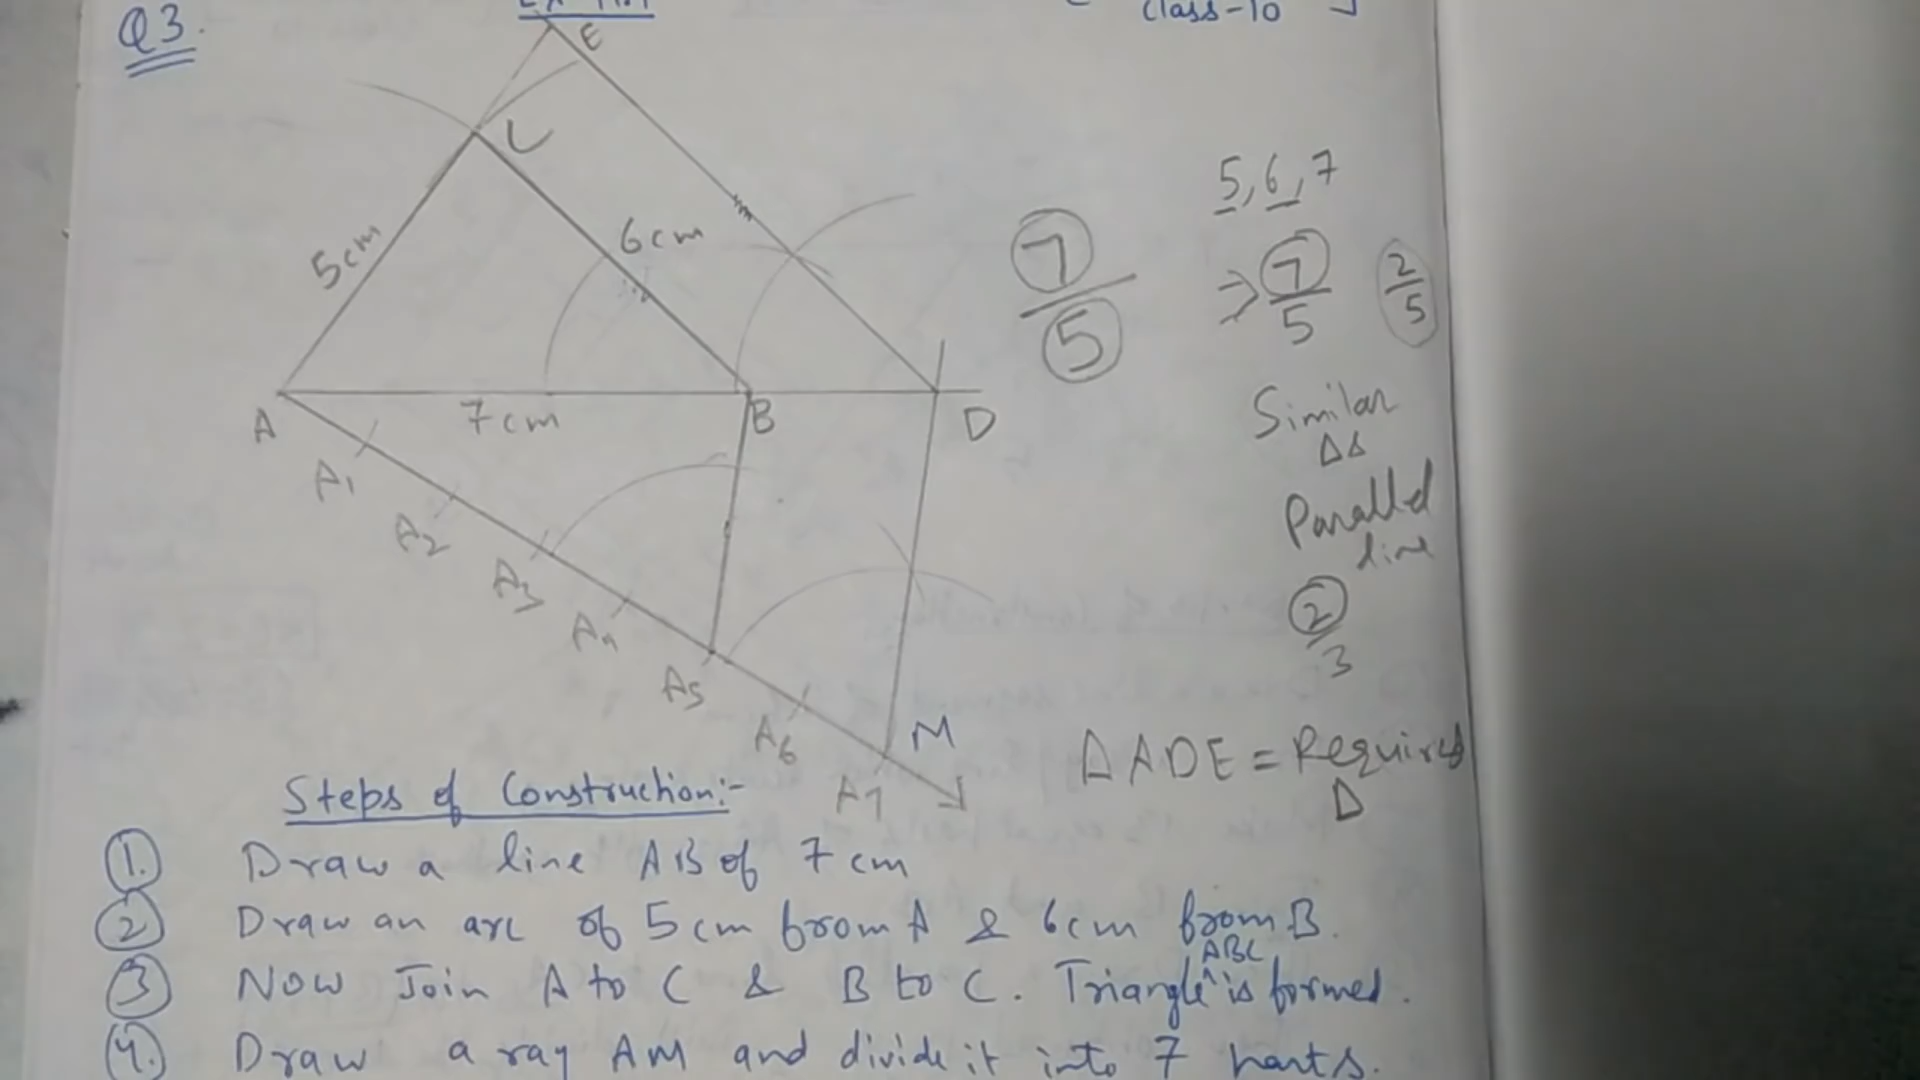 Q3.
Class-10
E
C
5cm
6cm
5, 6, 7
7/5
⇒ 7/5
2/5
A
7cm
B
D
Similar
Δs
Parallel
line
2/3
A1
A2
A3
A4
A5
A6
A7
M
Δ ADE = Required
Δ
Steps of Construction:-
1. Draw a line AB of 7 cm
2. Draw an arc of 5 cm from A & 6 cm from B.
3. Now Join A to C & B to C. Triangle ABC is formed.
4. Draw a ray AM and divide it into 7 parts.